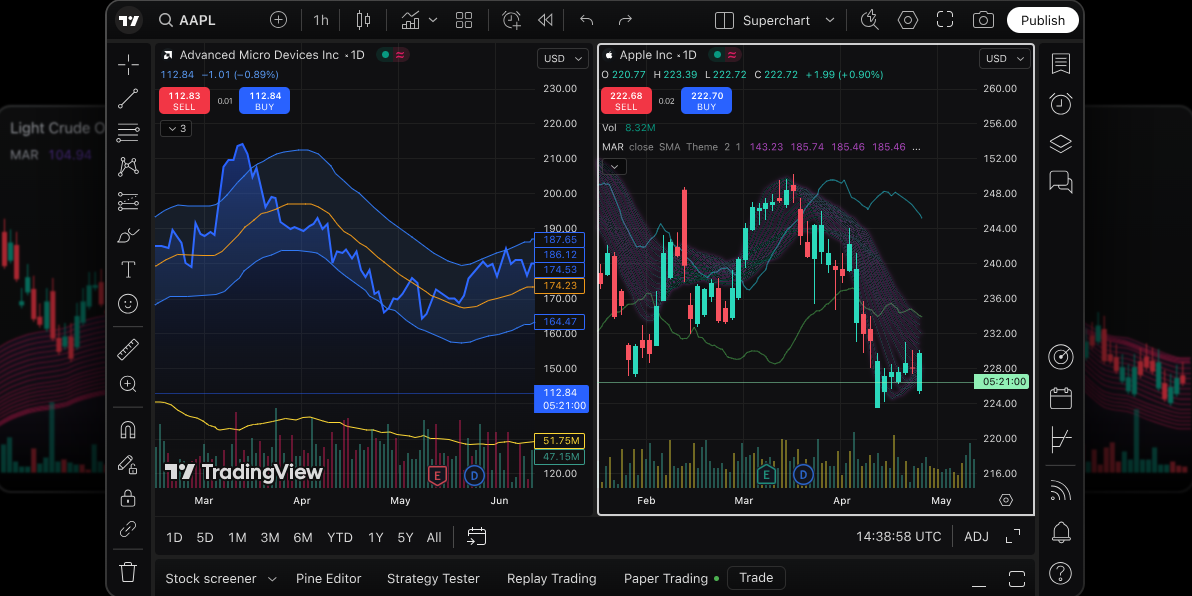 AAPL
1h
Superchart
Publish
Light Crude O
MAR 104.94
Advanced Micro Devices Inc • 1D
USD
112.84 −1.01 (−0.89%)
112.83
SELL
0.01
112.84
BUY
3
230.00
220.00
210.00
200.00
190.00
187.65
186.12
174.53
174.23
170.00
164.47
160.00
150.00
112.84
05:21:00
51.75M
47.15M
120.00
TradingView
E
D
Mar
Apr
May
Jun
Apple Inc • 1D
USD
O 220.77 H 223.39 L 222.72 C 222.72 +1.99 (+0.90%)
222.68
SELL
0.02
222.70
BUY
Vol 8.32M
MAR close SMA Theme 2 1 143.23 185.74 185.46 185.46 ...
260.00
256.00
152.00
248.00
244.00
240.00
236.00
232.00
228.00
05:21:00
224.00
220.00
216.00
E
D
Feb
Mar
Apr
May
1D 5D 1M 3M 6M YTD 1Y 5Y All
14:38:58 UTC
ADJ
Stock screener
Pine Editor
Strategy Tester
Replay Trading
Paper Trading
Trade